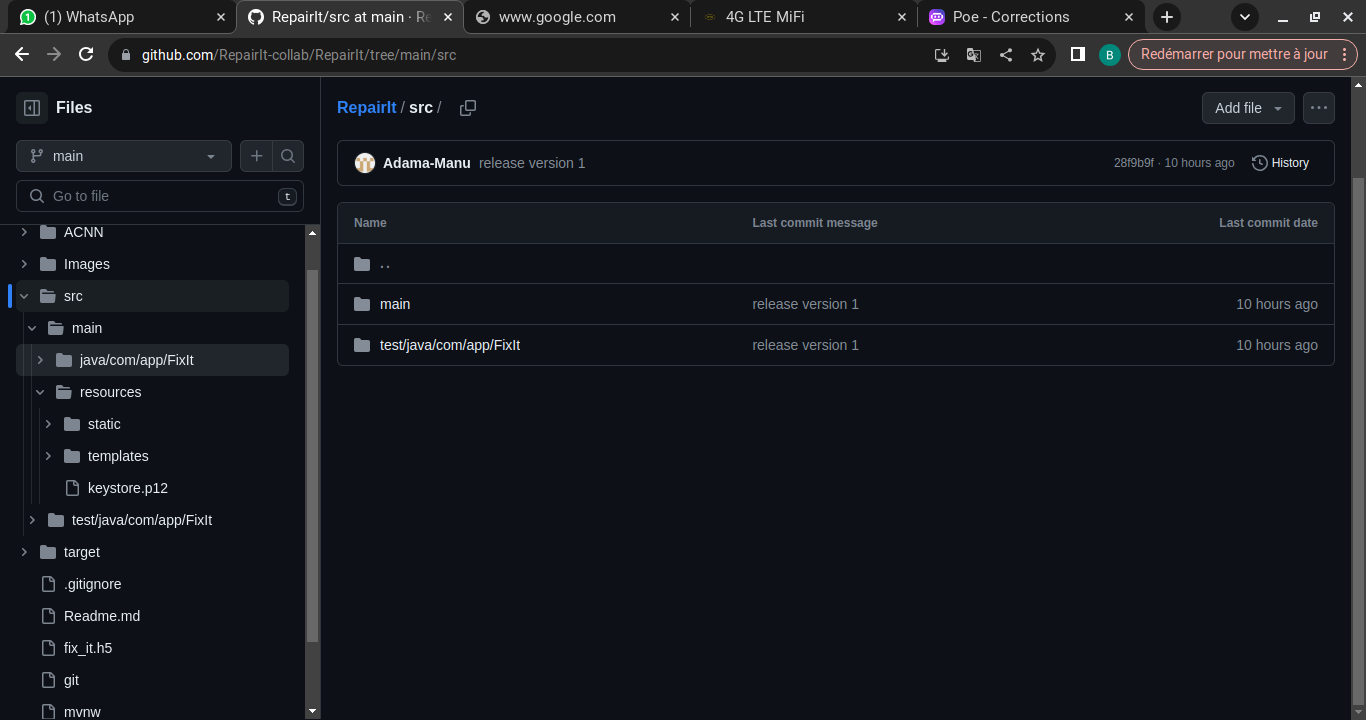 (1) WhatsApp
RepairIt/src at main · Re
www.google.com
4G LTE MiFi
Poe - Corrections
github.com/RepairIt-collab/RepairIt/tree/main/src
B
Redémarrer pour mettre à jour
Files
main
Go to file
t
ACNN
Images
src
main
java/com/app/FixIt
resources
static
templates
keystore.p12
test/java/com/app/FixIt
target
.gitignore
Readme.md
fix_it.h5
git
mvnw
RepairIt / src /
Add file
Adama-Manu release version 1
28f9b9f · 10 hours ago
History
Name Last commit message Last commit date
..
main release version 1 10 hours ago
test/java/com/app/FixIt release version 1 10 hours ago